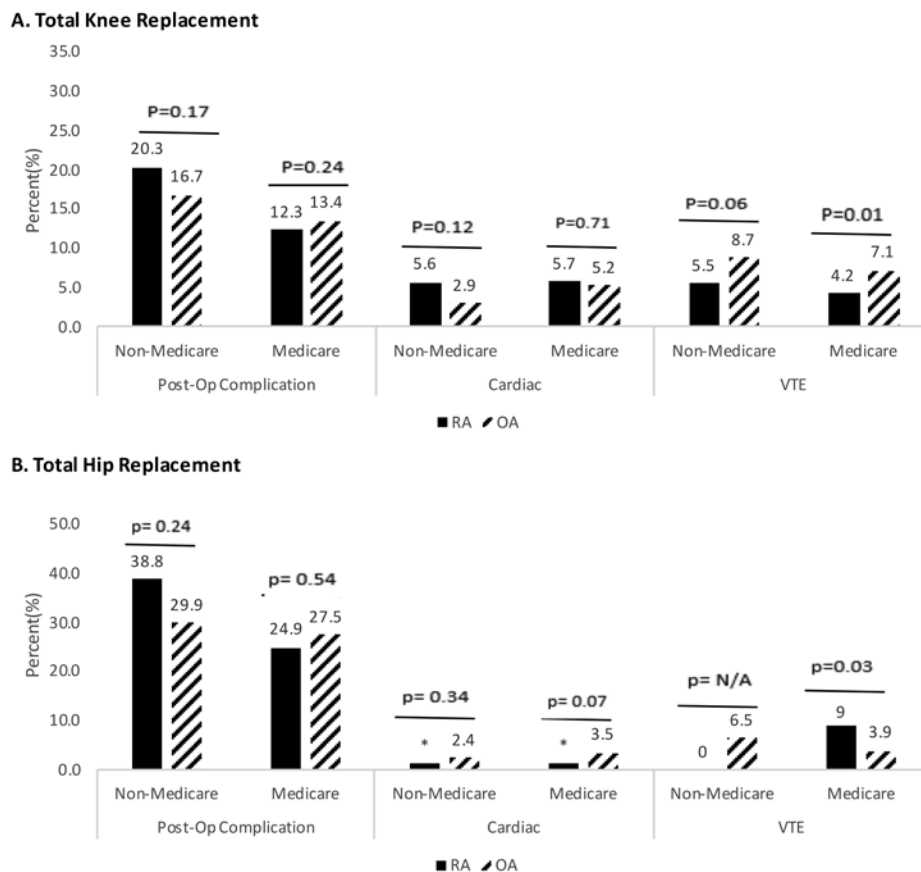 A. Total Knee Replacement
35.0
30.0
25.0
20.0
15.0
10.0
5.0
0.0
Percent(%)
P=0.17
20.3
16.7
P=0.24
12.3
13.4
P=0.12
5.6
2.9
P=0.71
5.7
5.2
P=0.06
5.5
8.7
P=0.01
4.2
7.1
Non-Medicare Medicare Non-Medicare Medicare Non-Medicare Medicare
Post-Op Complication Cardiac VTE
RA OA
B. Total Hip Replacement
50.0
40.0
30.0
20.0
10.0
0.0
Percent(%)
p= 0.24
38.8
29.9
p= 0.54
24.9
27.5
p= 0.34
*
2.4
p= 0.07
*
3.5
p= N/A
0
6.5
p=0.03
9
3.9
Non-Medicare Medicare Non-Medicare Medicare Non-Medicare Medicare
Post-Op Complication Cardiac VTE
RA OA